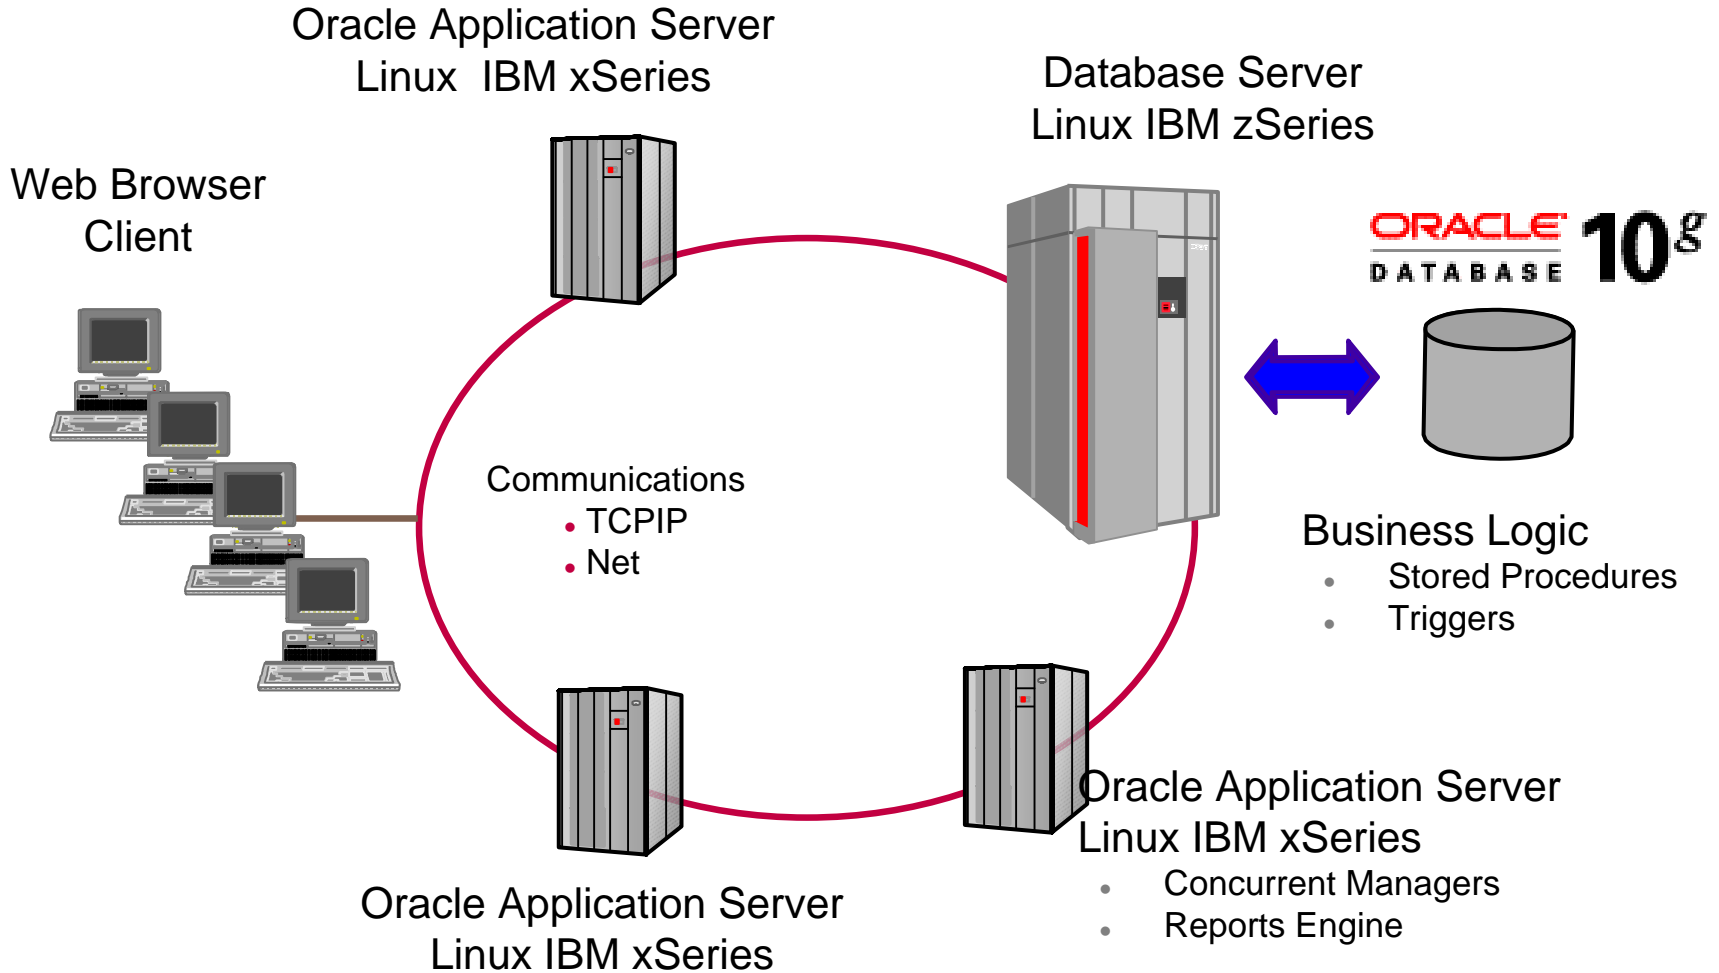 Oracle Application Server
Linux IBM xSeries
Database Server
Linux IBM zSeries
Web Browser
Client
ORACLE
DATABASE
10g
Communications
• TCPIP
• Net
Business Logic
• Stored Procedures
• Triggers
Oracle Application Server
Linux IBM xSeries
• Concurrent Managers
• Reports Engine
Oracle Application Server
Linux IBM xSeries